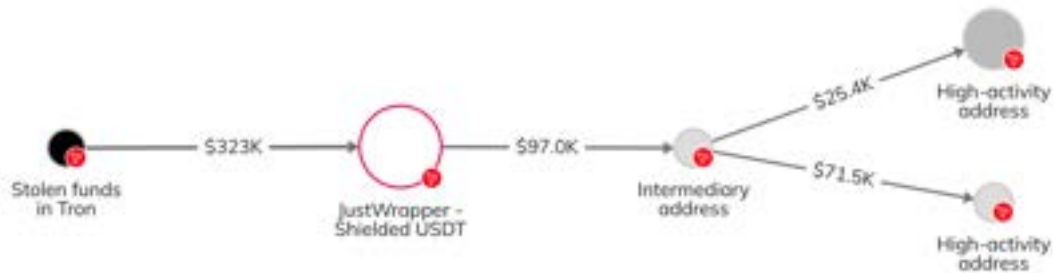 $25.4K
High-activity
address
$323K
$97.0K
Stolen funds
in Tron
JustWrapper -
Shielded USDT
Intermediary
address
$71.5K
High-activity
address